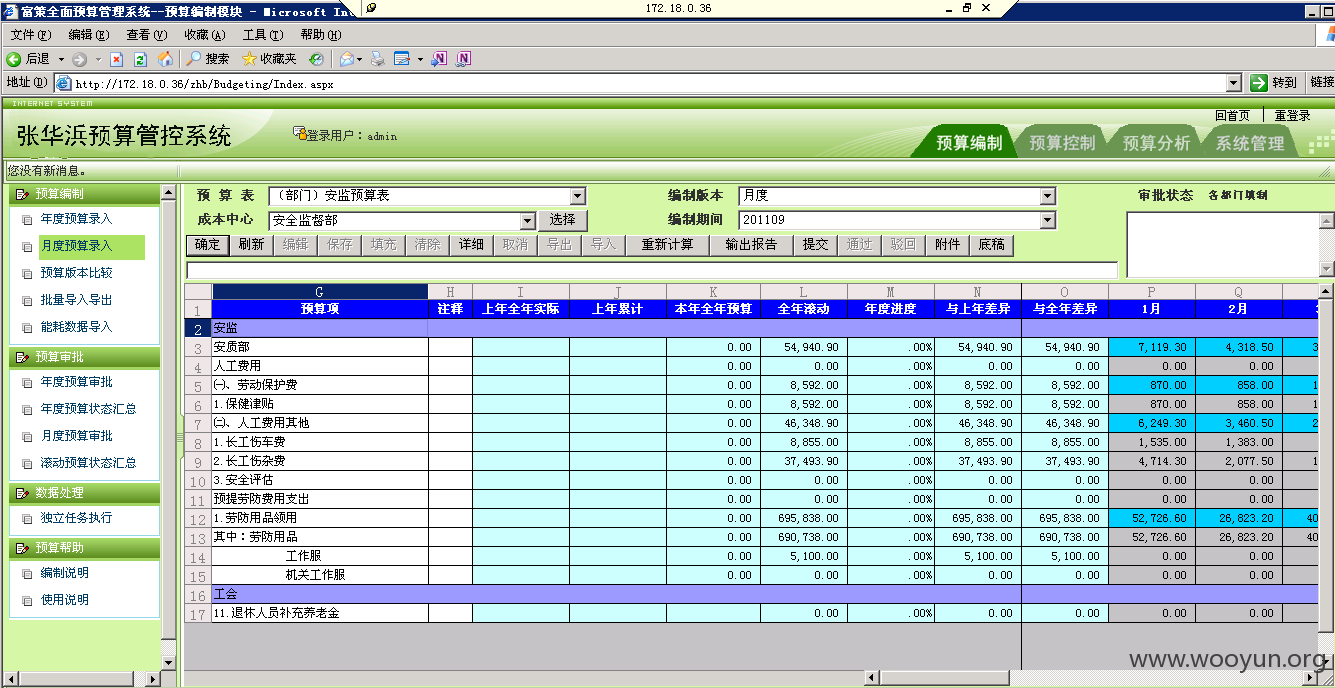 富策全面预算管理系统--预算编制模块 - Microsoft Int
172.18.0.36
文件(F) 编辑(E) 查看(V) 收藏(A) 工具(T) 帮助(H)
后退 搜索 收藏夹
地址(D) http://172.18.0.36/zhb/Budgeting/Index.aspx 转到 链接
INTERNET SYSTEM
回首页 重登录
张华浜预算管控系统 登录用户：admin
预算编制 预算控制 预算分析 系统管理
您没有新消息。
预算编制
年度预算录入
月度预算录入
预算版本比较
批量导入导出
能耗数据导入
预算审批
年度预算审批
年度预算状态汇总
月度预算审批
滚动预算状态汇总
数据处理
独立任务执行
预算帮助
编制说明
使用说明
预 算 表 （部门）安监预算表 编制版本 月度 审批状态 各部门填制
成本中心 安全监督部 选择 编制期间 201109
确定 刷新 编辑 保存 填充 清除 详细 取消 导出 导入 重新计算 输出报告 提交 通过 驳回 附件 底稿
G H I J K L M N O P Q
1 预算项 注释 上年全年实际 上年累计 本年全年预算 全年滚动 年度进度 与上年差异 与全年差异 1月 2月
2 安监
3 安质部 0.00 54,940.90 .00% 54,940.90 54,940.90 7,119.30 4,318.50 3
4 人工费用 0.00 0.00 .00% 0.00 0.00 0.00 0.00
5 ㈠、劳动保护费 0.00 8,592.00 .00% 8,592.00 8,592.00 870.00 858.00 1
6 1.保健津贴 0.00 8,592.00 .00% 8,592.00 8,592.00 870.00 858.00 1
7 ㈡、人工费用其他 0.00 46,348.90 .00% 46,348.90 46,348.90 6,249.30 3,460.50 2
8 1.长工伤车费 0.00 8,855.00 .00% 8,855.00 8,855.00 1,535.00 1,383.00
9 2.长工伤杂费 0.00 37,493.90 .00% 37,493.90 37,493.90 4,714.30 2,077.50 1
10 3.安全评估 0.00 0.00 .00% 0.00 0.00 0.00 0.00
11 预提劳防费用支出 0.00 0.00 .00% 0.00 0.00 0.00 0.00
12 1.劳防用品领用 0.00 695,838.00 .00% 695,838.00 695,838.00 52,726.60 26,823.20 40
13 其中：劳防用品 0.00 690,738.00 .00% 690,738.00 690,738.00 52,726.60 26,823.20 40
14 工作服 0.00 5,100.00 .00% 5,100.00 5,100.00 0.00 0.00
15 机关工作服 0.00 0.00 .00% 0.00 0.00 0.00 0.00
16 工会
17 11.退休人员补充养老金 0.00 .00% 0.00 0.00 0.00 0.00
www.wooyun.org